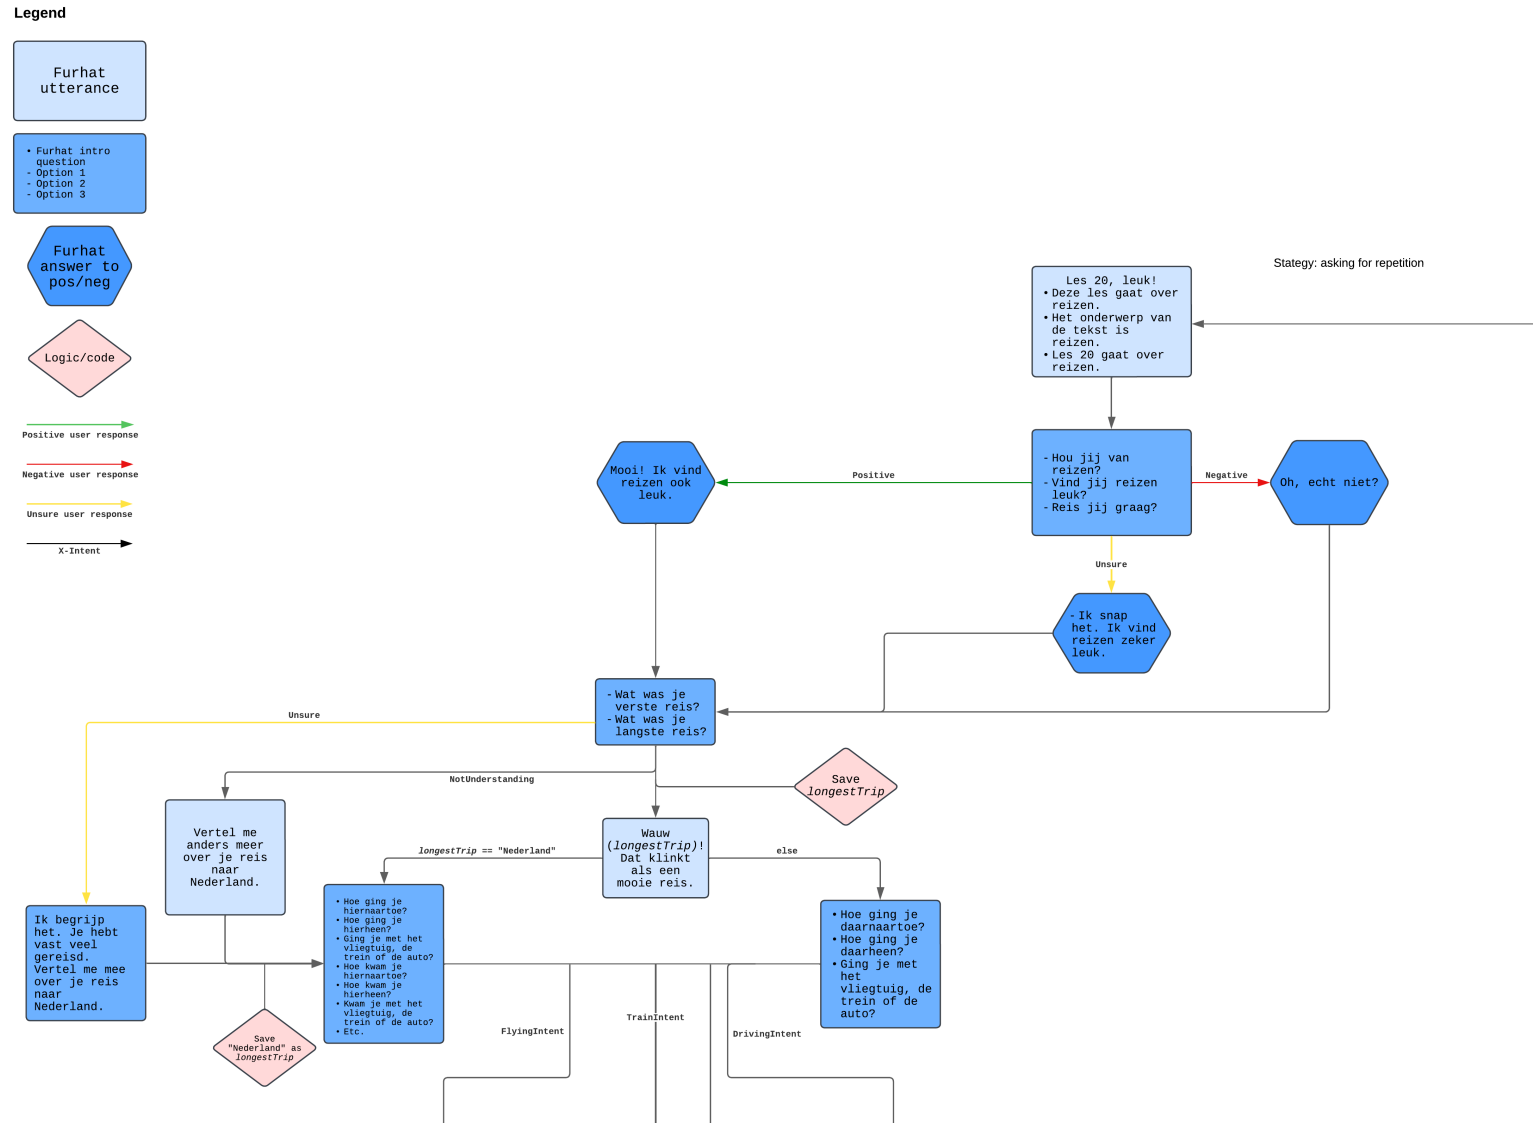 Legend
Furhat
utterance
• Furhat intro
question
- Option 1
- Option 2
- Option 3
Furhat
answer to
pos/neg
Logic/code
Positive user response
Negative user response
Unsure user response
X-Intent
Stategy: asking for repetition
Les 20, leuk!
• Deze les gaat over
reizen.
• Het onderwerp van
de tekst is
reizen.
• Les 20 gaat over
reizen.
Mooi! Ik vind
reizen ook
leuk.
Positive
- Hou jij van
reizen?
- Vind jij reizen
leuk?
- Reis jij graag?
Negative
Oh, echt niet?
Unsure
- Ik snap
het. Ik vind
reizen zeker
leuk.
- Wat was je
verste reis?
- Wat was je
langste reis?
Unsure
NotUnderstanding
Save
longestTrip
Vertel me
anders meer
over je reis
naar
Nederland.
Wauw
(longestTrip)!
Dat klinkt
als een
mooie reis.
longestTrip == "Nederland"
else
Ik begrijp
het. Je hebt
vast veel
gereisd.
Vertel me mee
over je reis
naar
Nederland.
• Hoe ging je
hiernaartoe?
• Hoe ging je
hierheen?
• Ging je met het
vliegtuig, de
trein of de auto?
• Hoe kwam je
hiernaartoe?
• Hoe kwam je
hierheen?
• Kwam je met het
vliegtuig, de
trein of de auto?
• Etc.
• Hoe ging je
daarnaartoe?
• Hoe ging je
daarheen?
• Ging je met
het
vliegtuig, de
trein of de
auto?
Save
"Nederland" as
longestTrip
FlyingIntent
TrainIntent
DrivingIntent